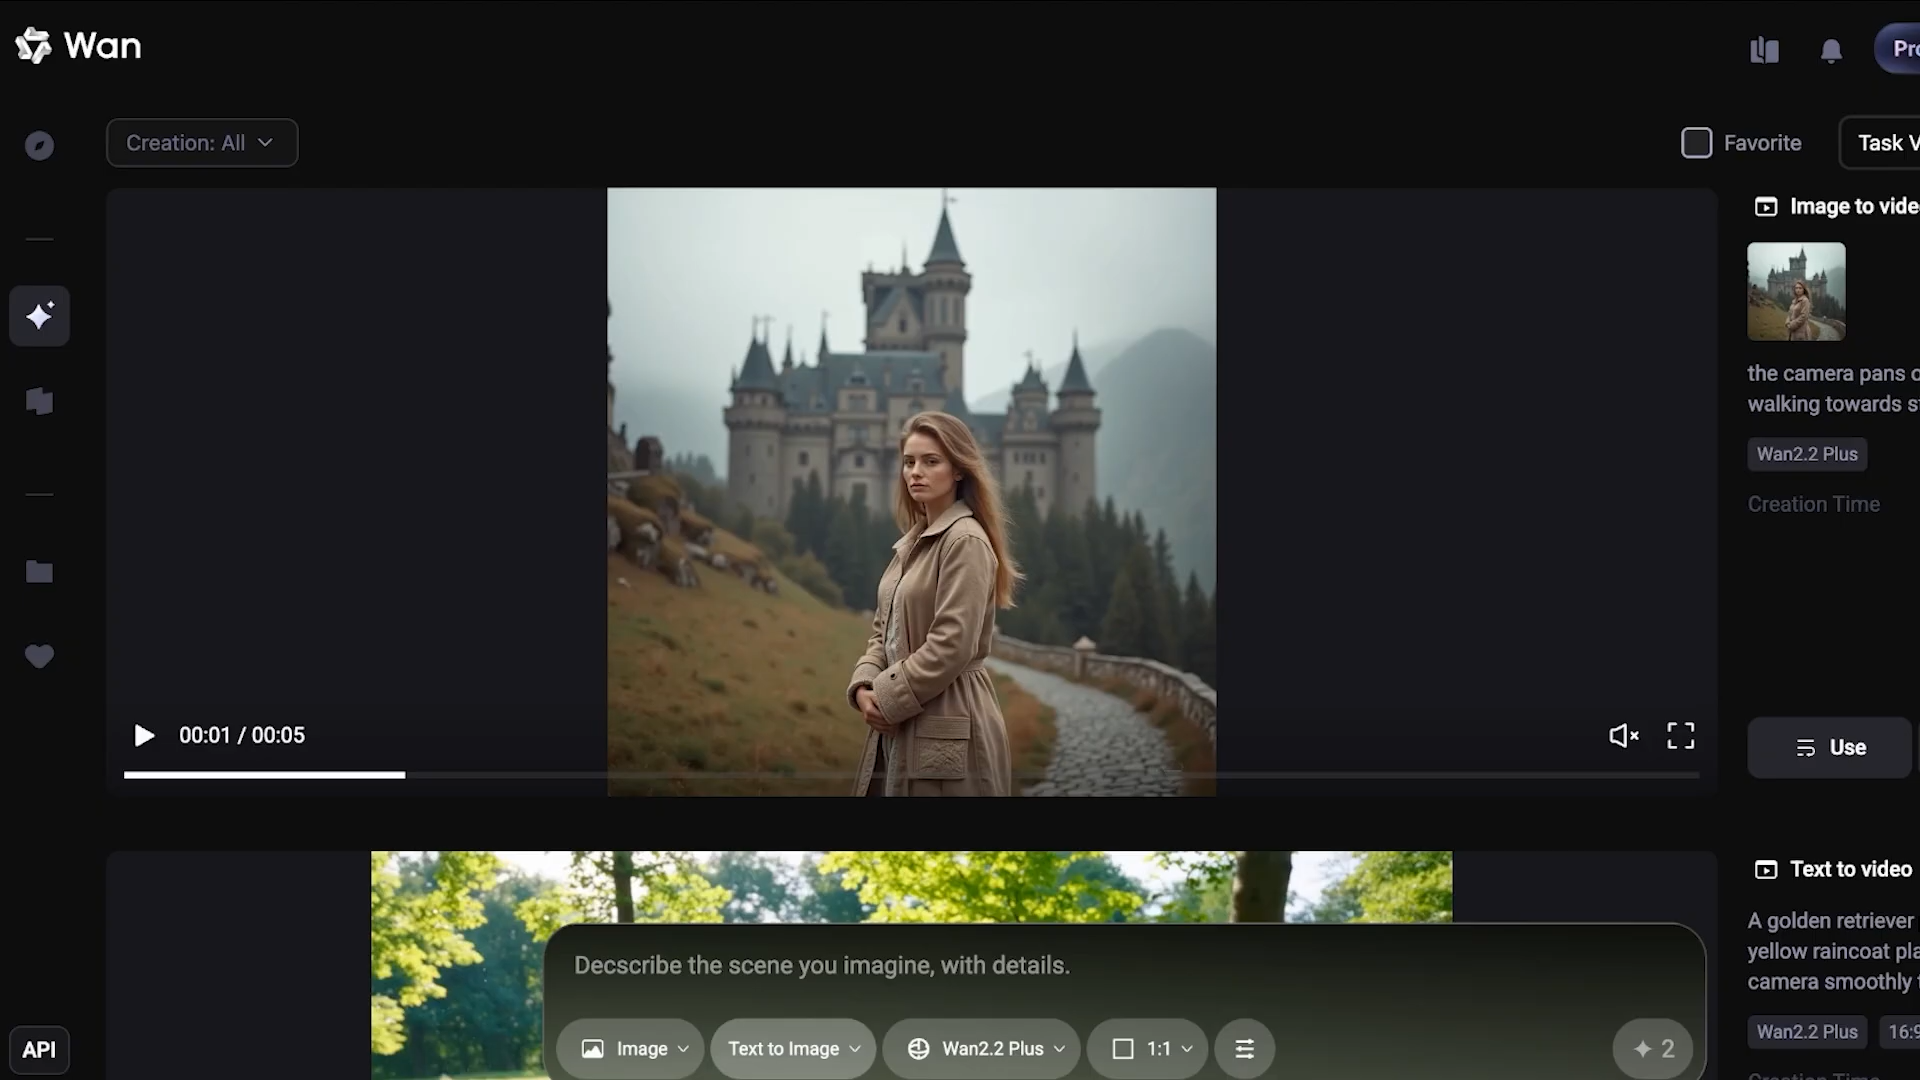 Wan
Pro
Creation: All
Favorite
Task V
Image to vide
the camera pans
walking towards
Wan2.2 Plus
Creation Time
00:01 / 00:05
Use
Text to video
A golden retriever
yellow raincoat pla
camera smoothly
Decscribe the scene you imagine, with details.
Wan2.2 Plus
16:9
API
Image
Text to Image
Wan2.2 Plus
1:1
2
Creation Time